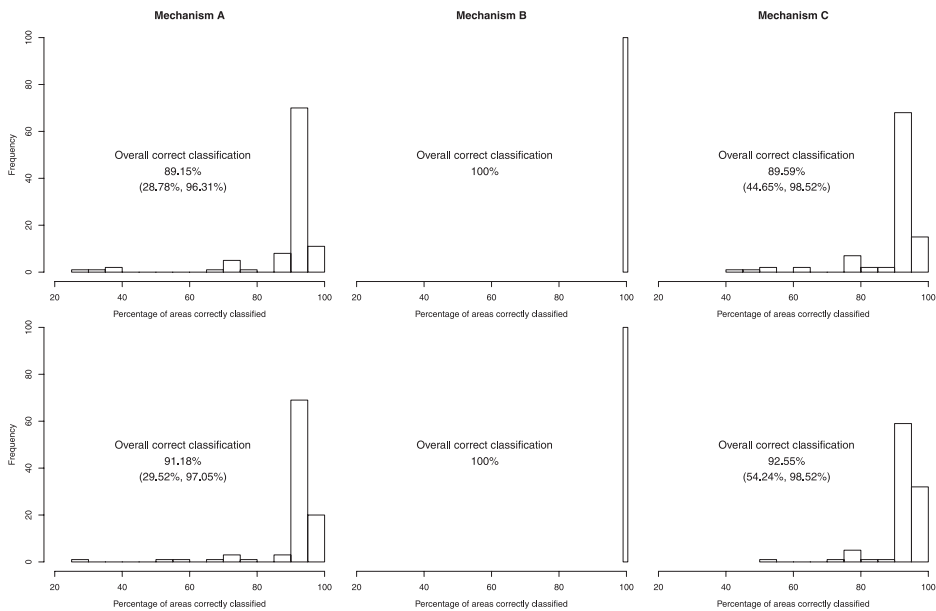 Mechanism A
Mechanism B
Mechanism C
Frequency
100
80
60
40
20
0
Overall correct classification
89.15%
(28.78%, 96.31%)
20 40 60 80 100
Percentage of areas correctly classified
Overall correct classification
100%
20 40 60 80 100
Percentage of areas correctly classified
Overall correct classification
89.59%
(44.65%, 98.52%)
20 40 60 80 100
Percentage of areas correctly classified
Frequency
100
80
60
40
20
0
Overall correct classification
91.18%
(29.52%, 97.05%)
20 40 60 80 100
Percentage of areas correctly classified
Overall correct classification
100%
20 40 60 80 100
Percentage of areas correctly classified
Overall correct classification
92.55%
(54.24%, 98.52%)
20 40 60 80 100
Percentage of areas correctly classified